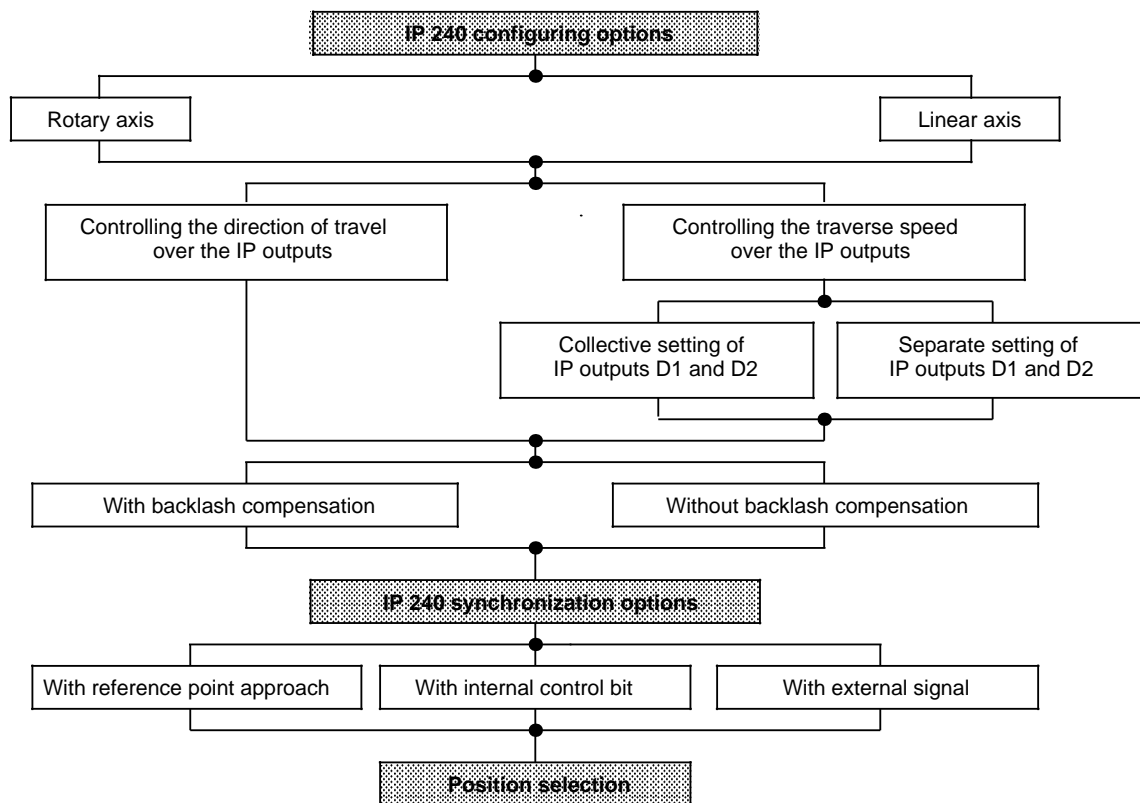 IP 240 configuring options
Rotary axis
Linear axis
Controlling the direction of travel
over the IP outputs
Controlling the traverse speed
over the IP outputs
Collective setting of
IP outputs D1 and D2
Separate setting of
IP outputs D1 and D2
With backlash compensation
Without backlash compensation
IP 240 synchronization options
With reference point approach
With internal control bit
With external signal
Position selection